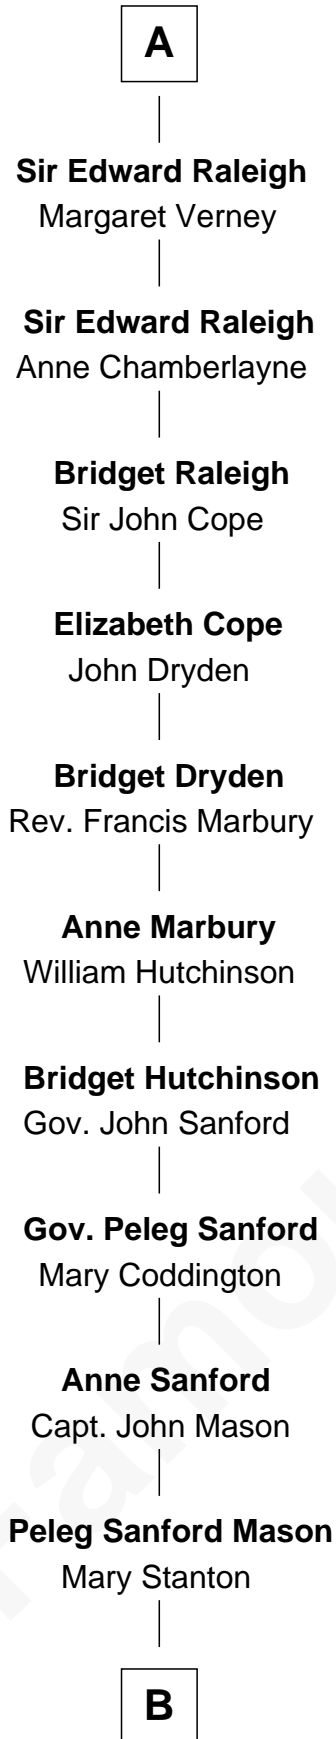 A
Sir Edward Raleigh
Margaret Verney
Sir Edward Raleigh
Anne Chamberlayne
Bridget Raleigh
Sir John Cope
Elizabeth Cope
John Dryden
Bridget Dryden
Rev. Francis Marbury
Anne Marbury
William Hutchinson
Bridget Hutchinson
Gov. John Sanford
Gov. Peleg Sanford
Mary Coddington
Anne Sanford
Capt. John Mason
Peleg Sanford Mason
Mary Stanton
B